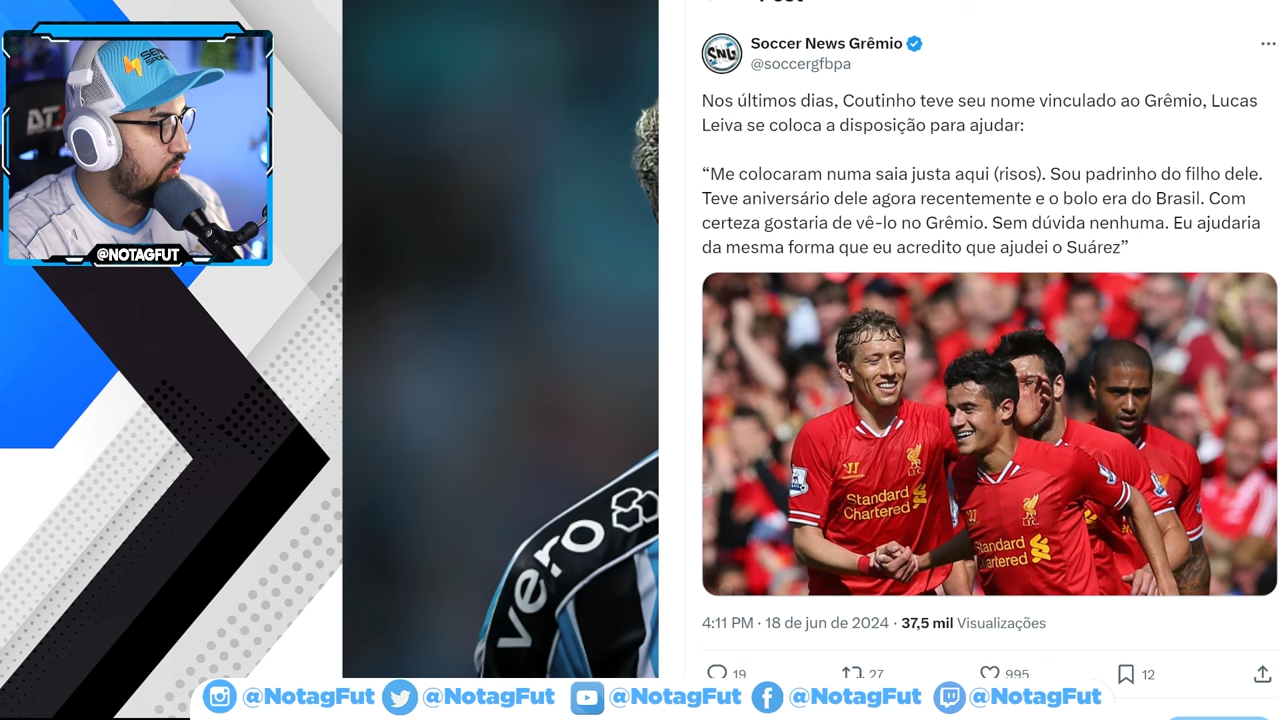 Soccer News Grêmio
@soccergfbpa
Nos últimos dias, Coutinho teve seu nome vinculado ao Grêmio, Lucas
Leiva se coloca a disposição para ajudar:
“Me colocaram numa saia justa aqui (risos). Sou padrinho do filho dele.
Teve aniversário dele agora recentemente e o bolo era do Brasil. Com
certeza gostaria de vê-lo no Grêmio. Sem dúvida nenhuma. Eu ajudaria
da mesma forma que eu acredito que ajudei o Suárez”
Standard
Chartered
Standard
Chartered
4:11 PM · 18 de jun de 2024 · 37,5 mil Visualizações
19 27 995 12
SNG
@NOTAGFUT
vero
@NotagFut @NotagFut @NotagFut @NotagFut @NotagFut